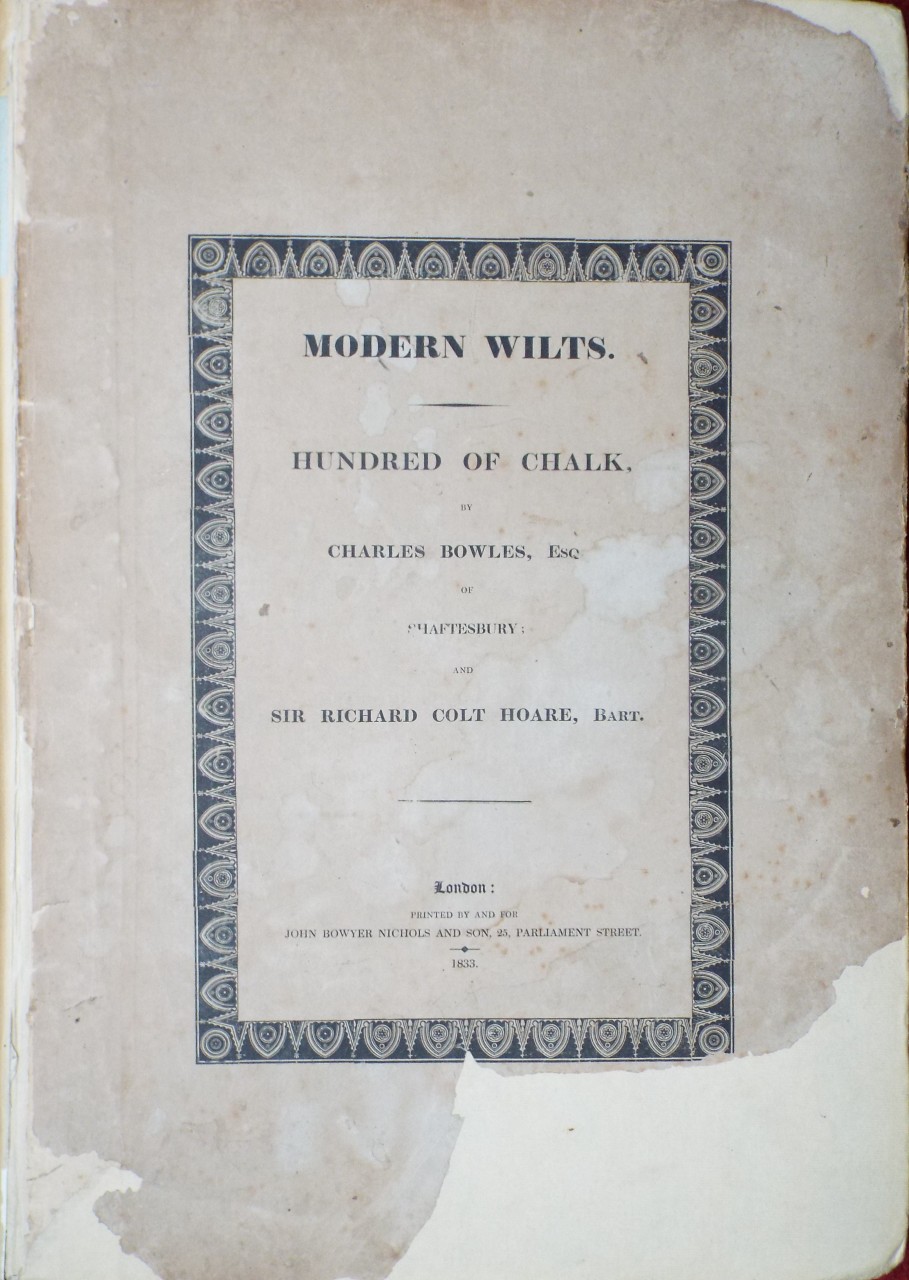 MODERN WILTS.
HUNDRED OF CHALK,
BY
CHARLES BOWLES, Esq
OF
SHAFTESBURY;
AND
SIR RICHARD COLT HOARE, Bart.
London:
PRINTED BY AND FOR
JOHN BOWYER NICHOLS AND SON, 25, PARLIAMENT STREET.
1833.